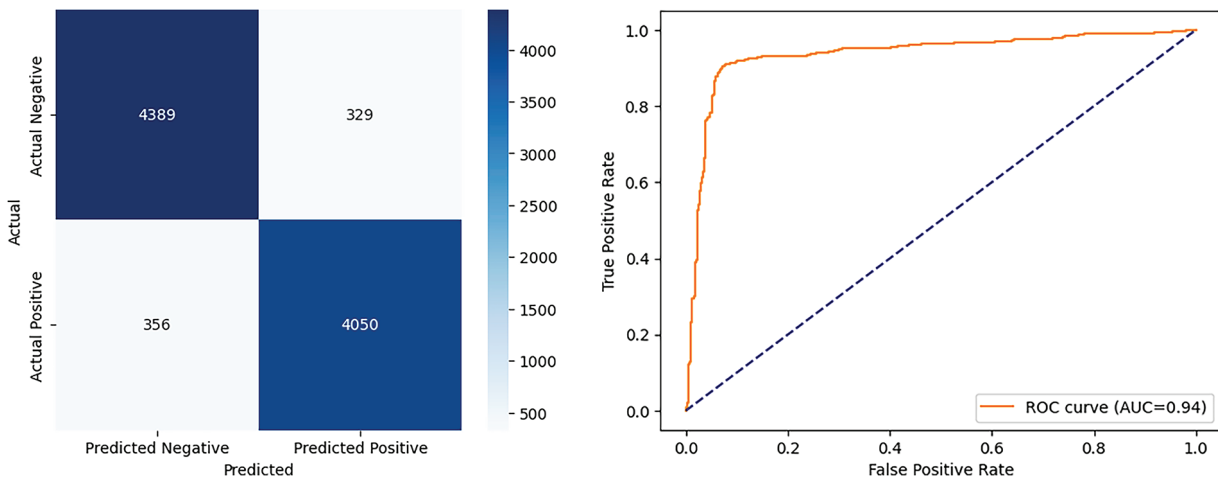 Actual
Actual Negative
Actual Positive
4389
329
356
4050
Predicted Negative
Predicted Positive
Predicted
4000
3500
3000
2500
2000
1500
1000
500
True Positive Rate
1.0
0.8
0.6
0.4
0.2
0.0
ROC curve (AUC=0.94)
0.0
0.2
0.4
0.6
0.8
1.0
False Positive Rate